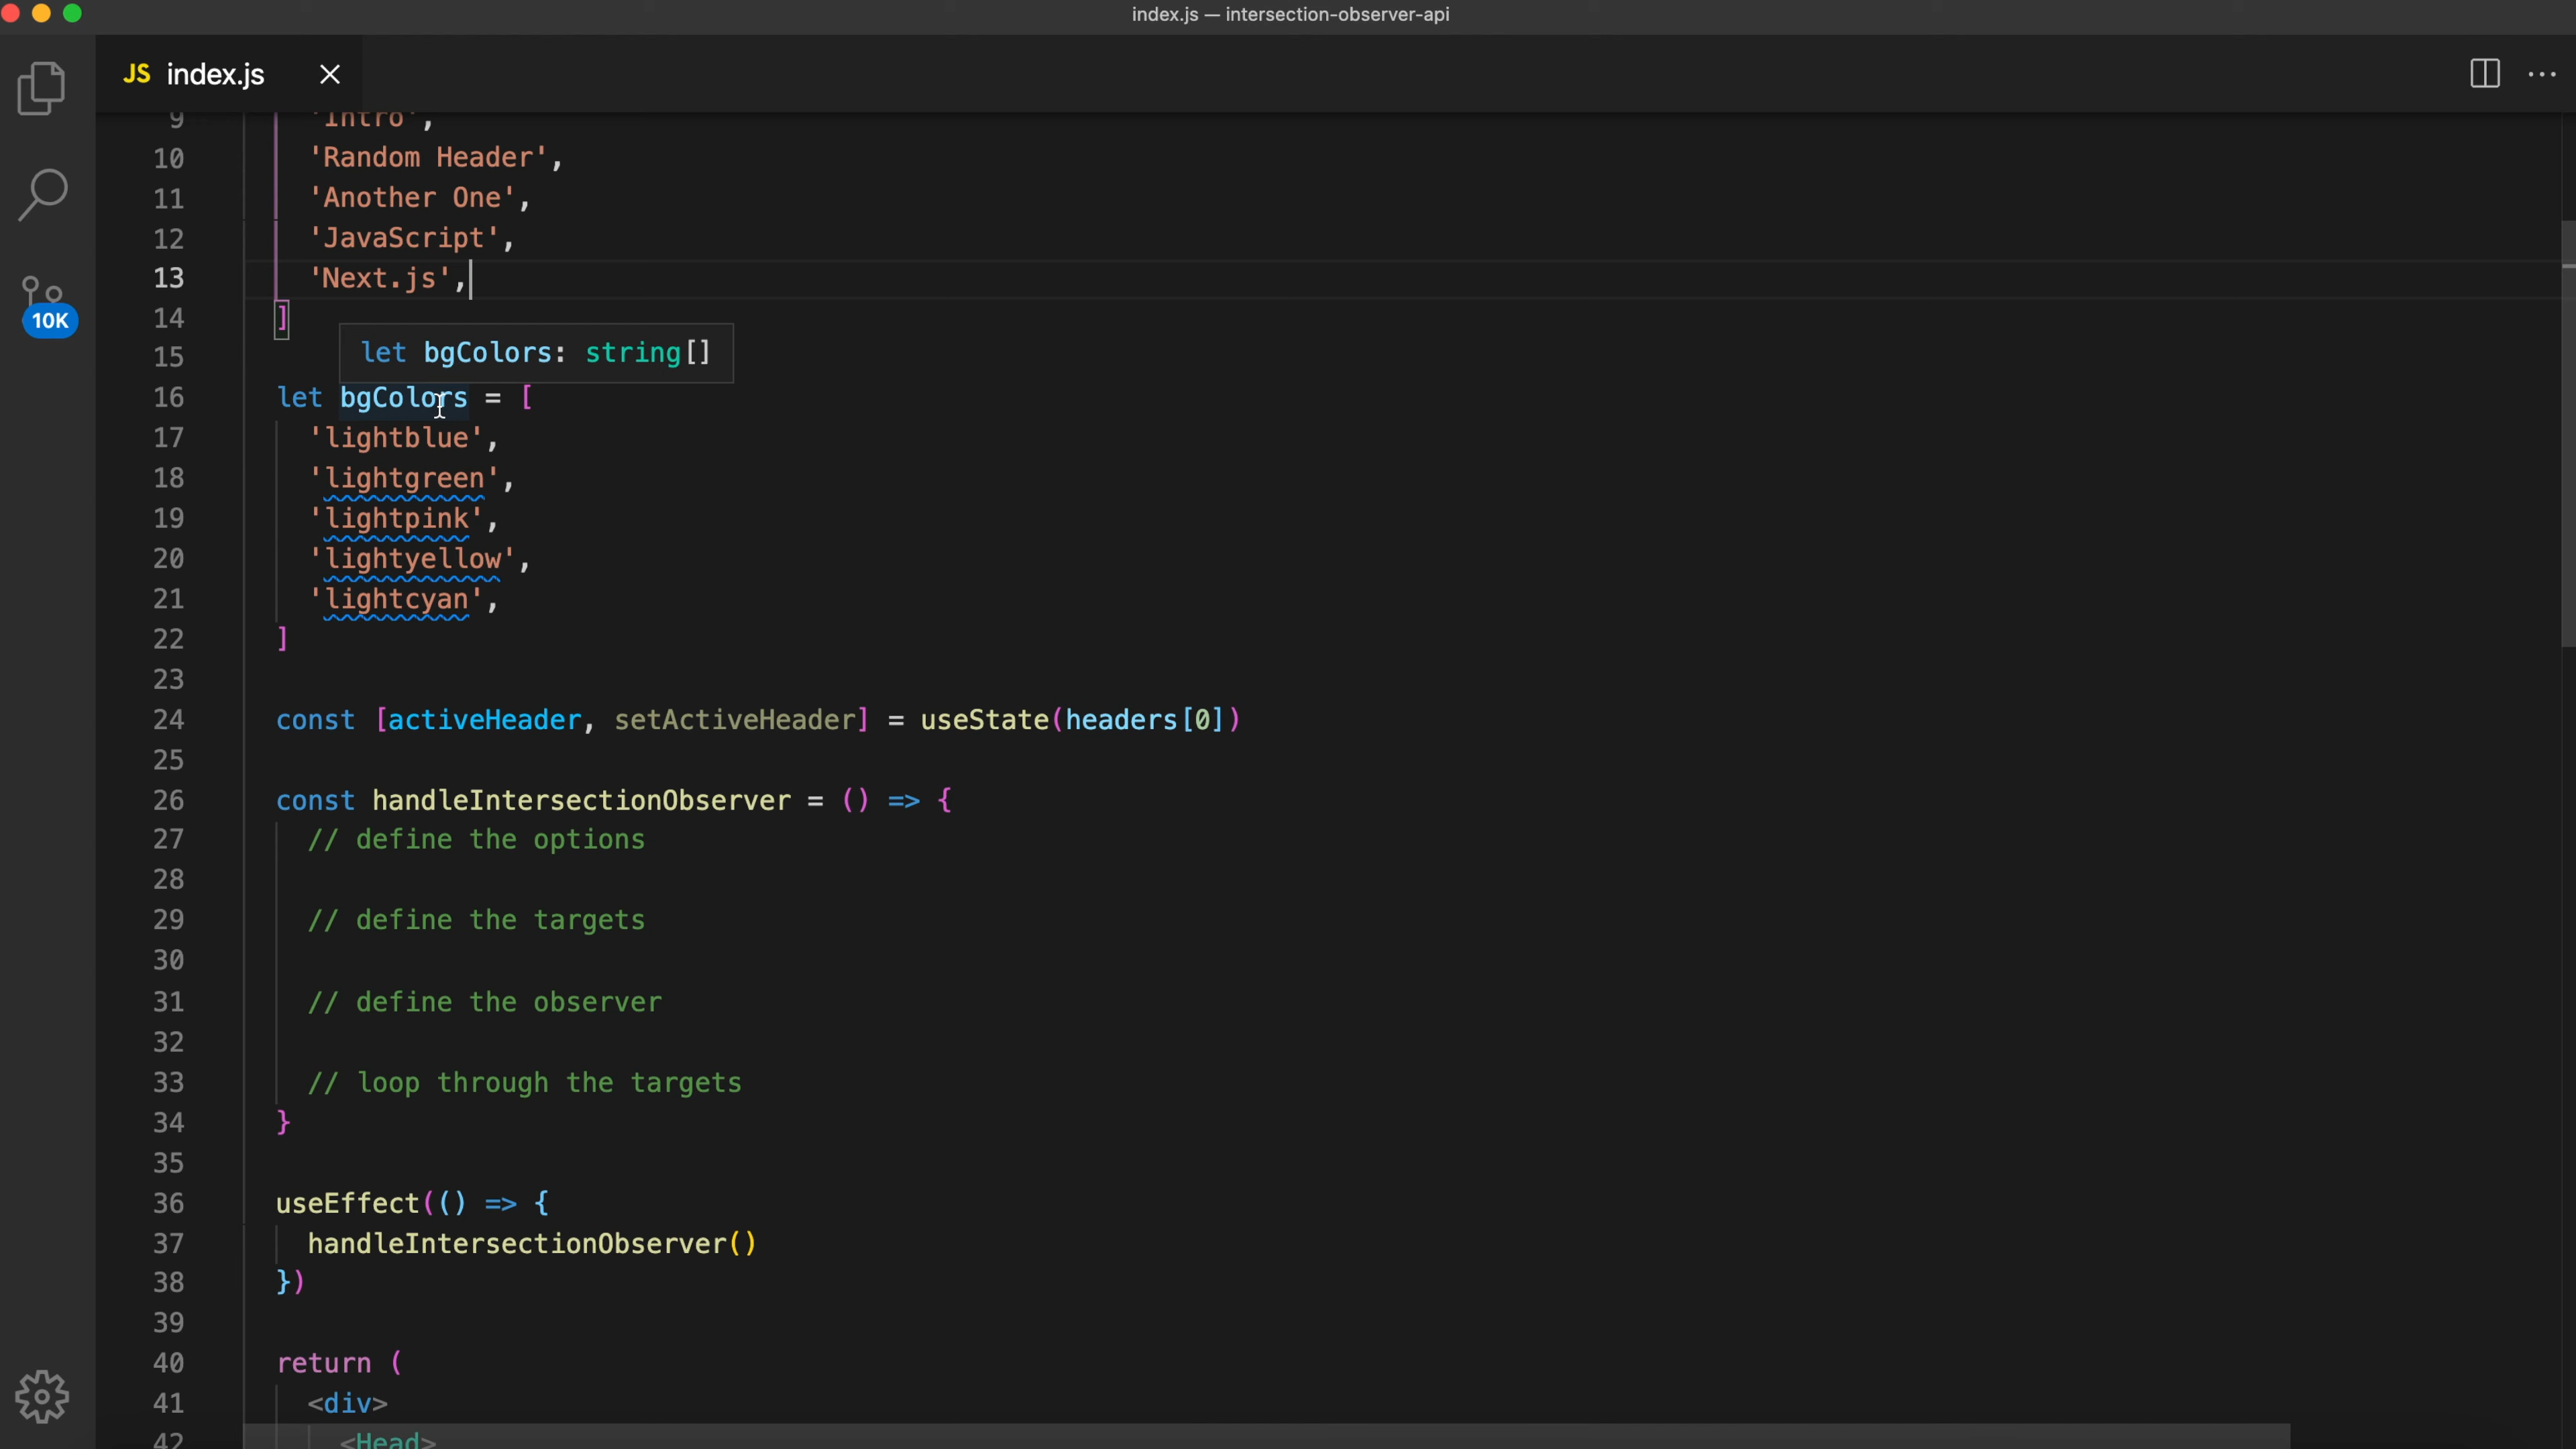 index.js — intersection-observer-api
JS index.js
9 'Intro',
10 'Random Header',
11 'Another One',
12 'JavaScript',
13 'Next.js',
10K
14 ]
let bgColors: string[]
15
16 let bgColors = [
17 'lightblue',
18 'lightgreen',
19 'lightpink',
20 'lightyellow',
21 'lightcyan',
22 ]
23
24 const [activeHeader, setActiveHeader] = useState(headers[0])
25
26 const handleIntersectionObserver = () => {
27 // define the options
28
29 // define the targets
30
31 // define the observer
32
33 // loop through the targets
34 }
35
36 useEffect(() => {
37 handleIntersectionObserver()
38 })
39
40 return (
41 <div>
42 <Head>